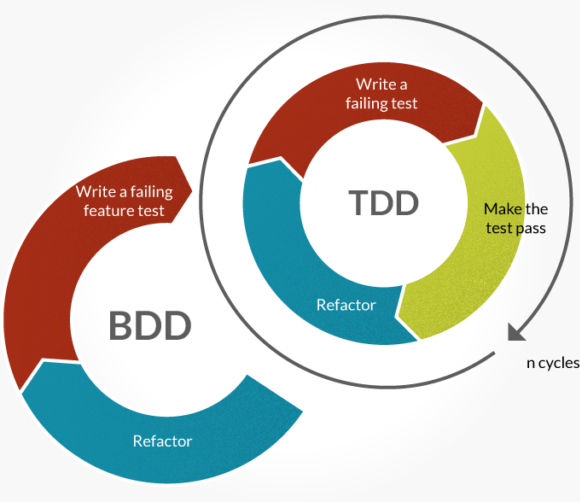 Write a
failing test
TDD
Make the
test pass
Refactor
n cycles
Write a failing
feature test
BDD
Refactor